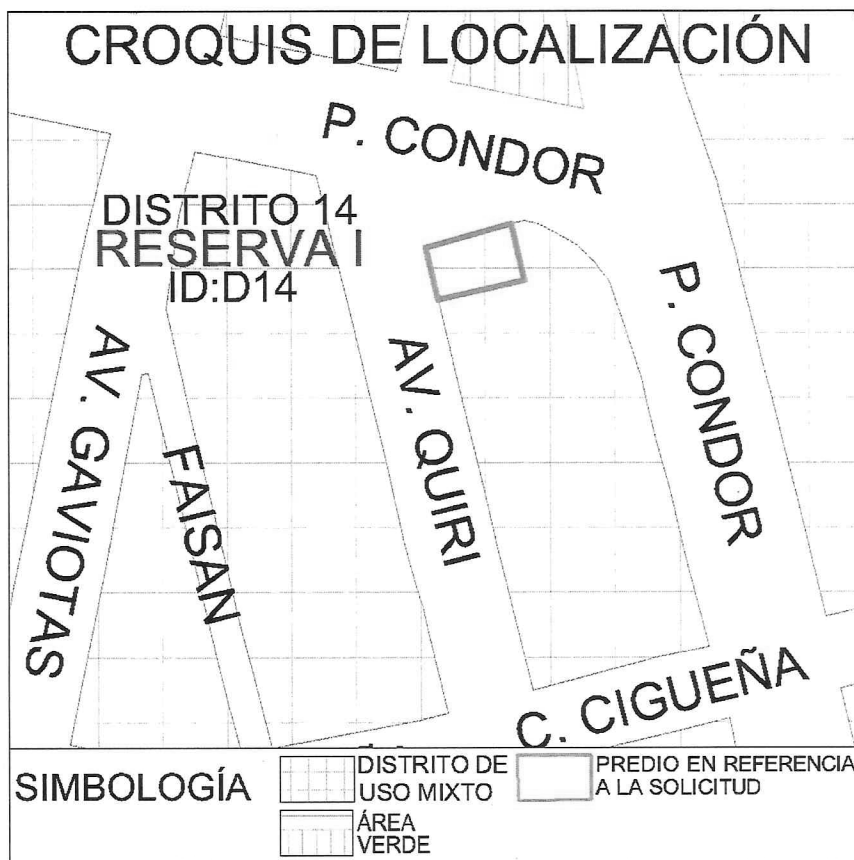 CROQUIS DE LOCALIZACIÓN
P. CONDOR
DISTRITO 14
RESERVA I
ID:D14
AV. GAVIOTAS
FAISAN
AV. QUIRI
P. CONDOR
C. CIGUEÑA
SIMBOLOGÍA
DISTRITO DE
USO MIXTO
PREDIO EN REFERENCIA
A LA SOLICITUD
ÁREA
VERDE